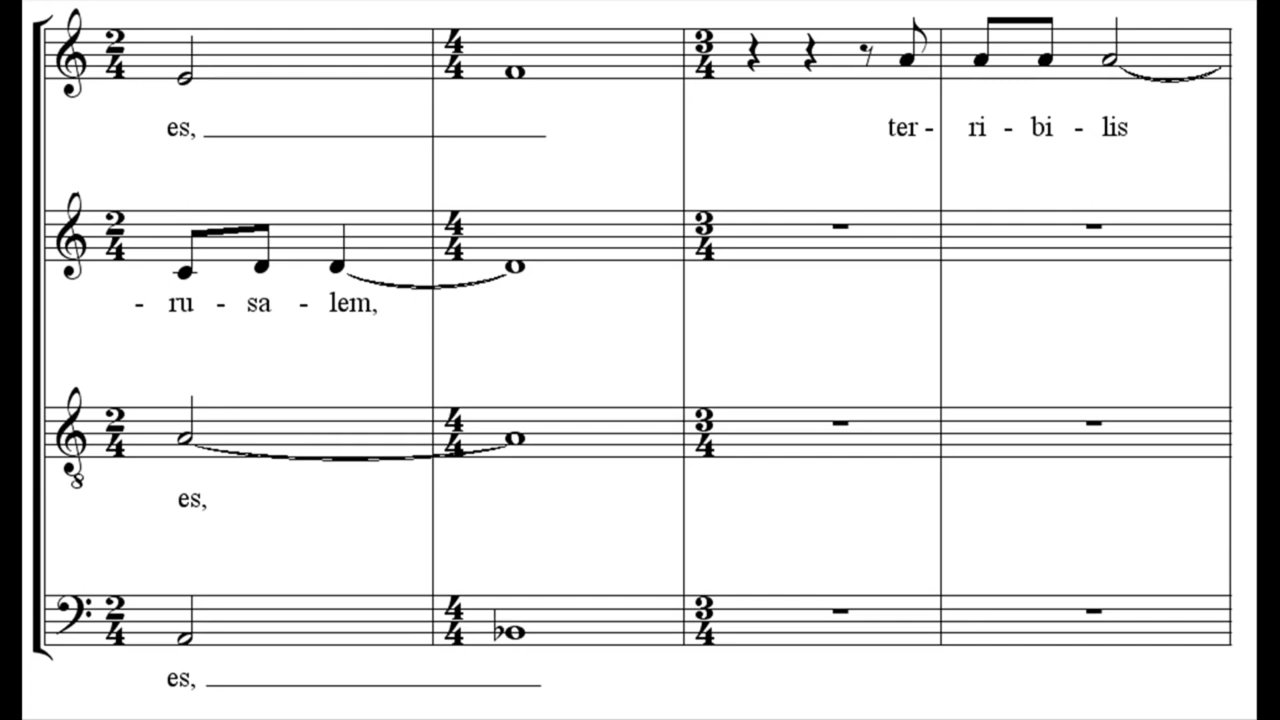 es,
ter - ri - bi - lis
- ru - sa - lem,
es,
es,